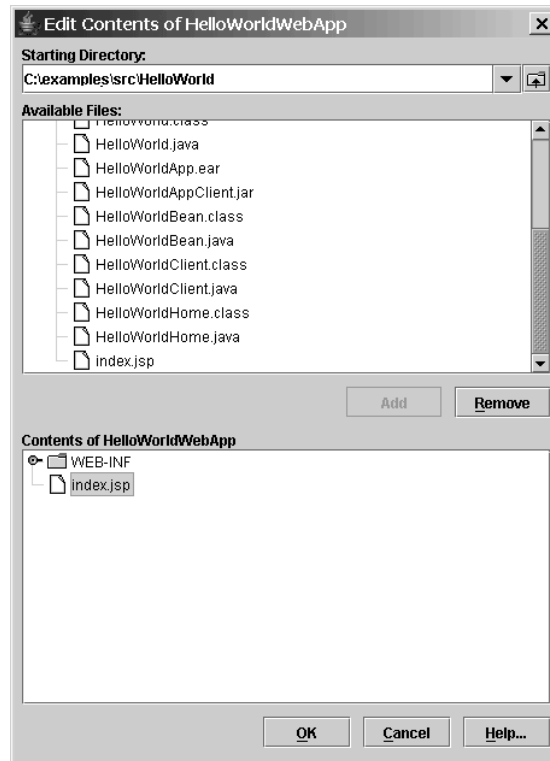 Edit Contents of HelloWorldWebApp
Starting Directory:
C:\examples\src\HelloWorld
Available Files:
HelloWorld.class
HelloWorld.java
HelloWorldApp.ear
HelloWorldAppClient.jar
HelloWorldBean.class
HelloWorldBean.java
HelloWorldClient.class
HelloWorldClient.java
HelloWorldHome.class
HelloWorldHome.java
index.jsp
Add Remove
Contents of HelloWorldWebApp
WEB-INF
index.jsp
OK Cancel Help...